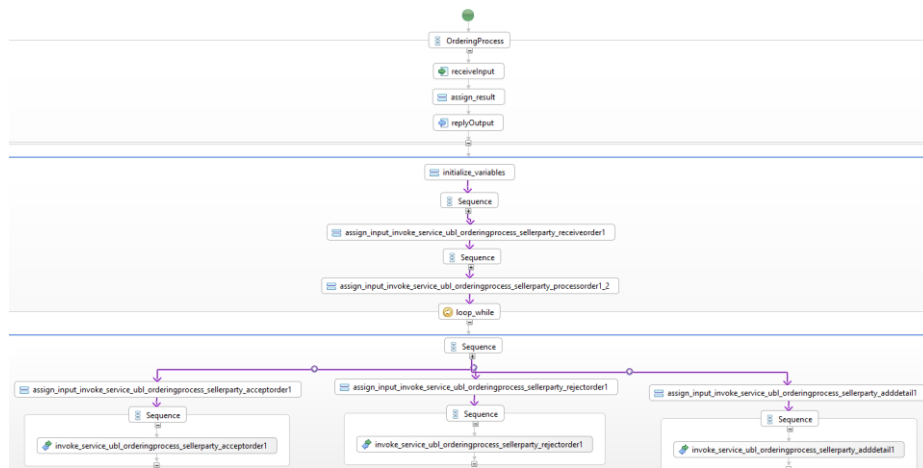 OrderingProcess
receiveInput
assign_result
replyOutput
initialize_variables
Sequence
assign_input_invoke_service_ubl_orderingprocess_sellerparty_receiveorder1
Sequence
assign_input_invoke_service_ubl_orderingprocess_sellerparty_processorder1_2
loop_while
Sequence
assign_input_invoke_service_ubl_orderingprocess_sellerparty_acceptorder1
assign_input_invoke_service_ubl_orderingprocess_sellerparty_rejectorder1
assign_input_invoke_service_ubl_orderingprocess_sellerparty_adddetail1
Sequence
Sequence
Sequence
invoke_service_ubl_orderingprocess_sellerparty_acceptorder1
invoke_service_ubl_orderingprocess_sellerparty_rejectorder1
invoke_service_ubl_orderingprocess_sellerparty_adddetail1